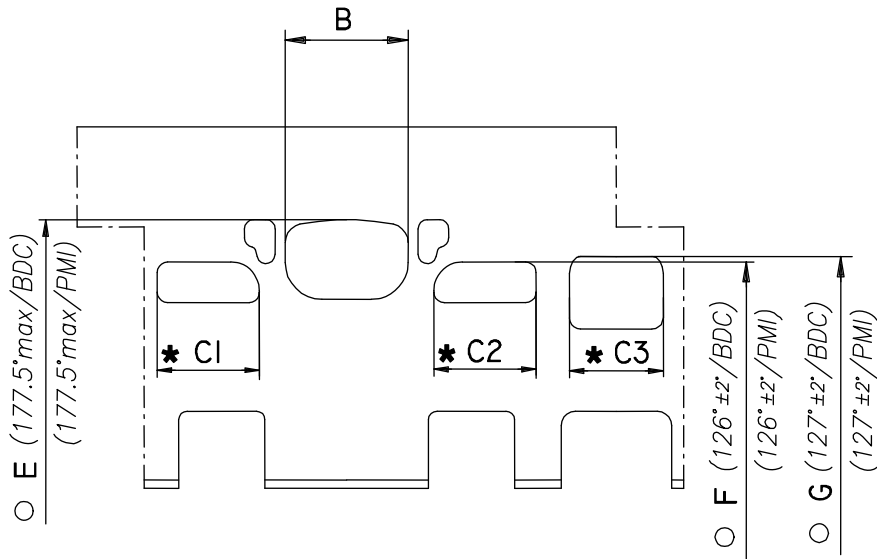 B
* C1
* C2
* C3
○ E (177.5°max/BDC)
(177.5°max/PMI)
○ F (126°±2°/BDC)
(126°±2°/PMI)
○ G (127°±2°/BDC)
(127°±2°/PMI)